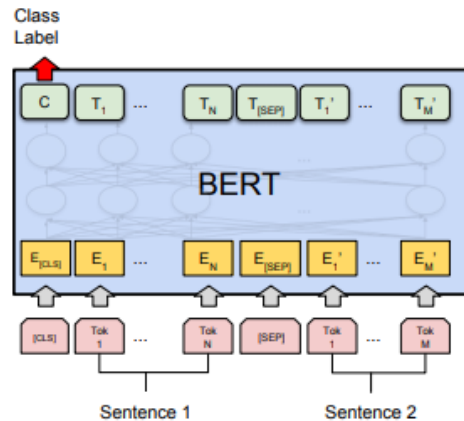 Class
Label
C T1 ... TN T[SEP] T1' ... TM'
...
BERT
...
E[CLS] E1 ... EN E[SEP] E1' ... EM'
[CLS] Tok 1 ... Tok N [SEP] Tok 1 ... Tok M
Sentence 1 Sentence 2